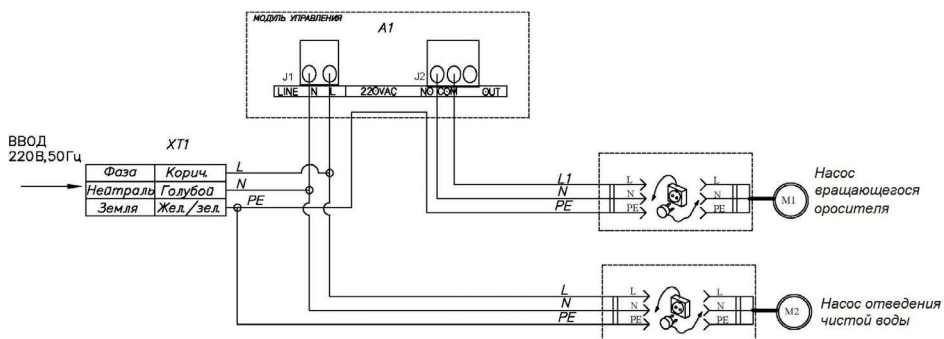 МОДУЛЬ УПРАВЛЕНИЯ
A1
J1
J2
LINE N L 220VAC NO COM OUT
ВВОД
220В,50Гц
XT1
Фаза Корич.
Нейтраль Голубой
Земля Жел./зел.
L
N
PE
L1
N
PE
L
N
PE
L
N
PE
M1
Насос
вращающегося
оросителя
L
N
PE
L
N
PE
L
N
PE
M2
Насос отведения
чистой воды